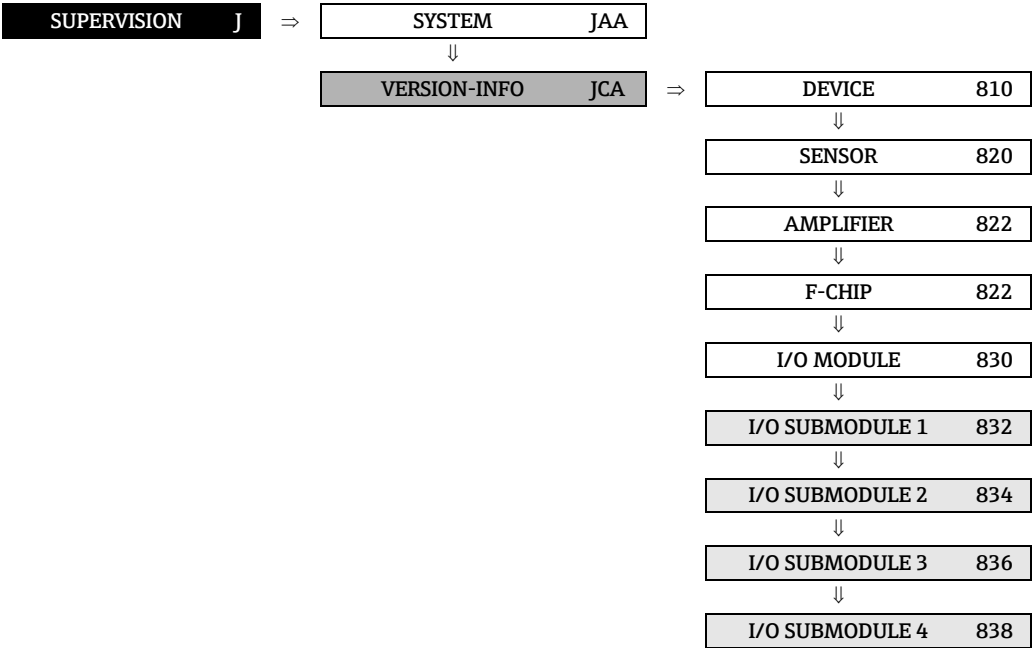 SUPERVISION J ⇒ SYSTEM JAA
⇓
VERSION-INFO JCA ⇒ DEVICE 810
⇓
SENSOR 820
⇓
AMPLIFIER 822
⇓
F-CHIP 822
⇓
I/O MODULE 830
⇓
I/O SUBMODULE 1 832
⇓
I/O SUBMODULE 2 834
⇓
I/O SUBMODULE 3 836
⇓
I/O SUBMODULE 4 838